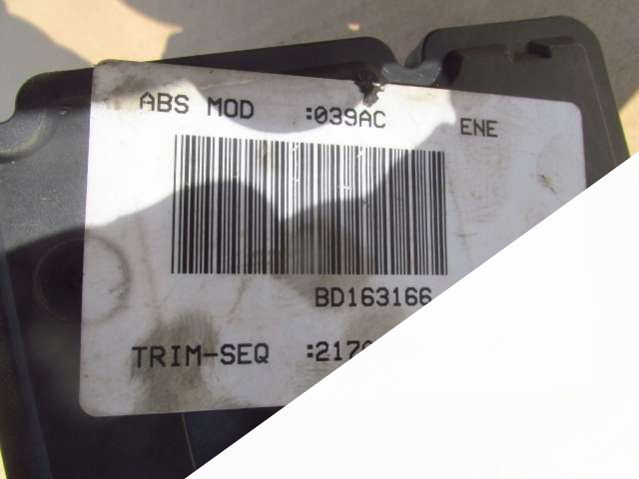 ABS MOD :039AC ENE
BD163166
TRIM-SEQ